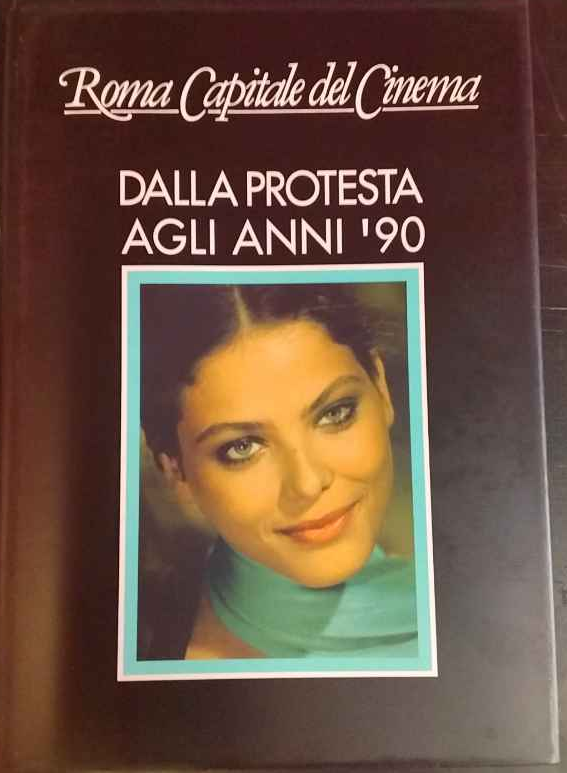 Roma Capitale del Cinema
DALLA PROTESTA
AGLI ANNI '90